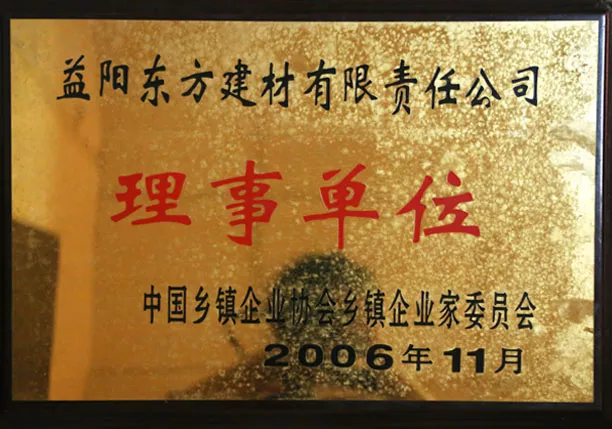 益阳东方建材有限责任公司
理事单位
中国乡镇企业协会乡镇企业家委员会
2006年11月